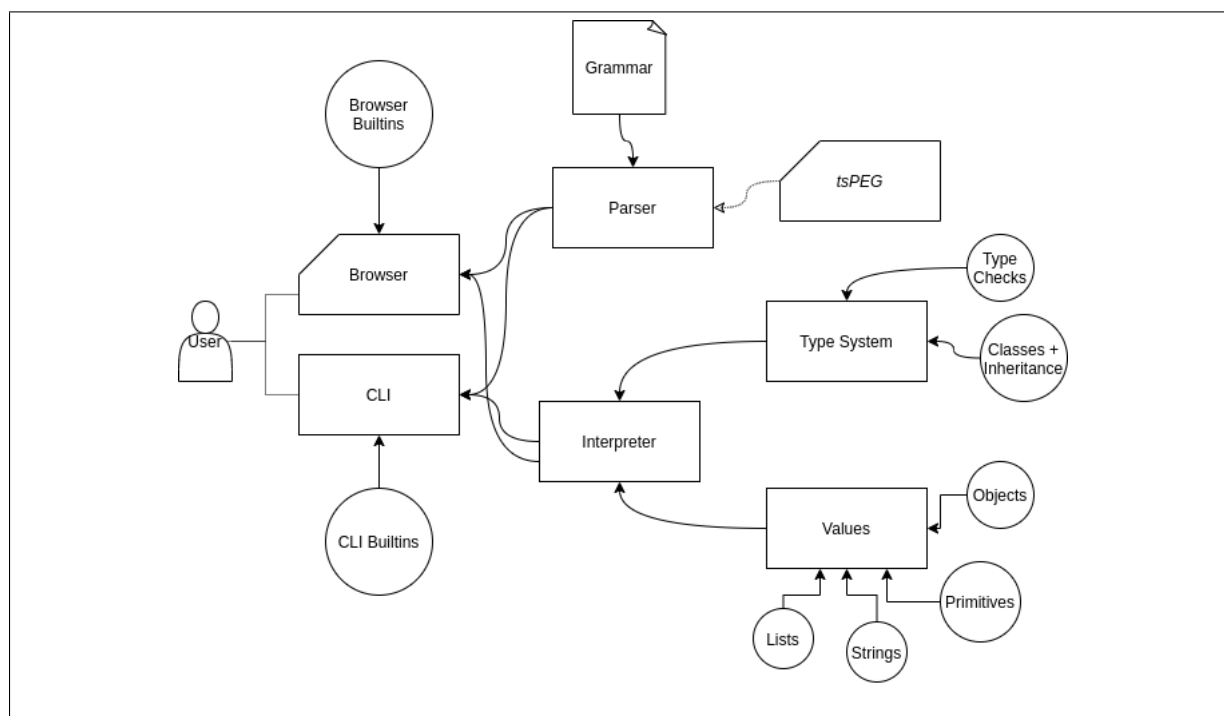 Grammar
Browser
Builtins
tsPEG
Parser
Type
Checks
Browser
User
Type System
Classes +
Inheritance
CLI
Interpreter
Objects
Values
CLI Builtins
Primitives
Lists
Strings